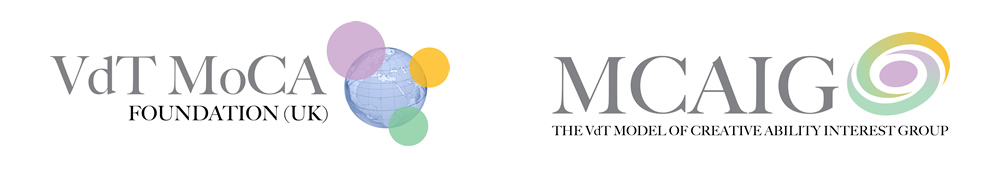 VdT MoCA
FOUNDATION (UK)
MCAIG
THE VdT MODEL OF CREATIVE ABILITY INTEREST GROUP